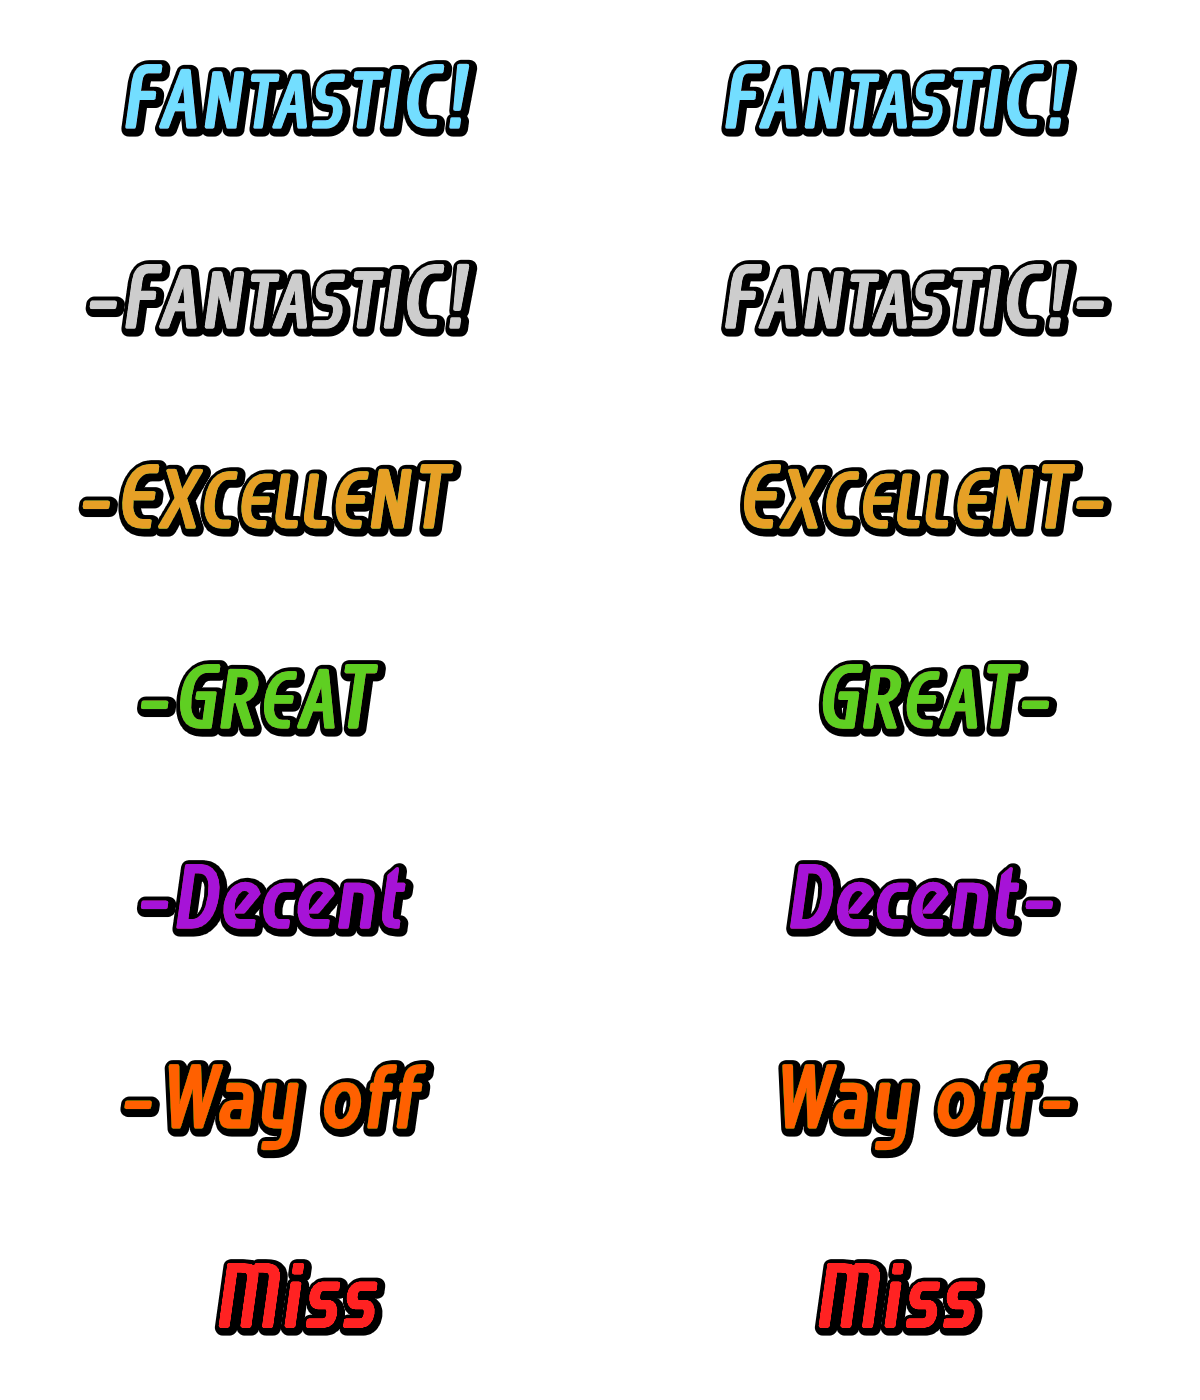 FANTASTIC! FANTASTIC!
-FANTASTIC! FANTASTIC!-
-EXCELLENT EXCELLENT-
-GREAT GREAT-
-Decent Decent-
-Way off Way off-
Miss Miss